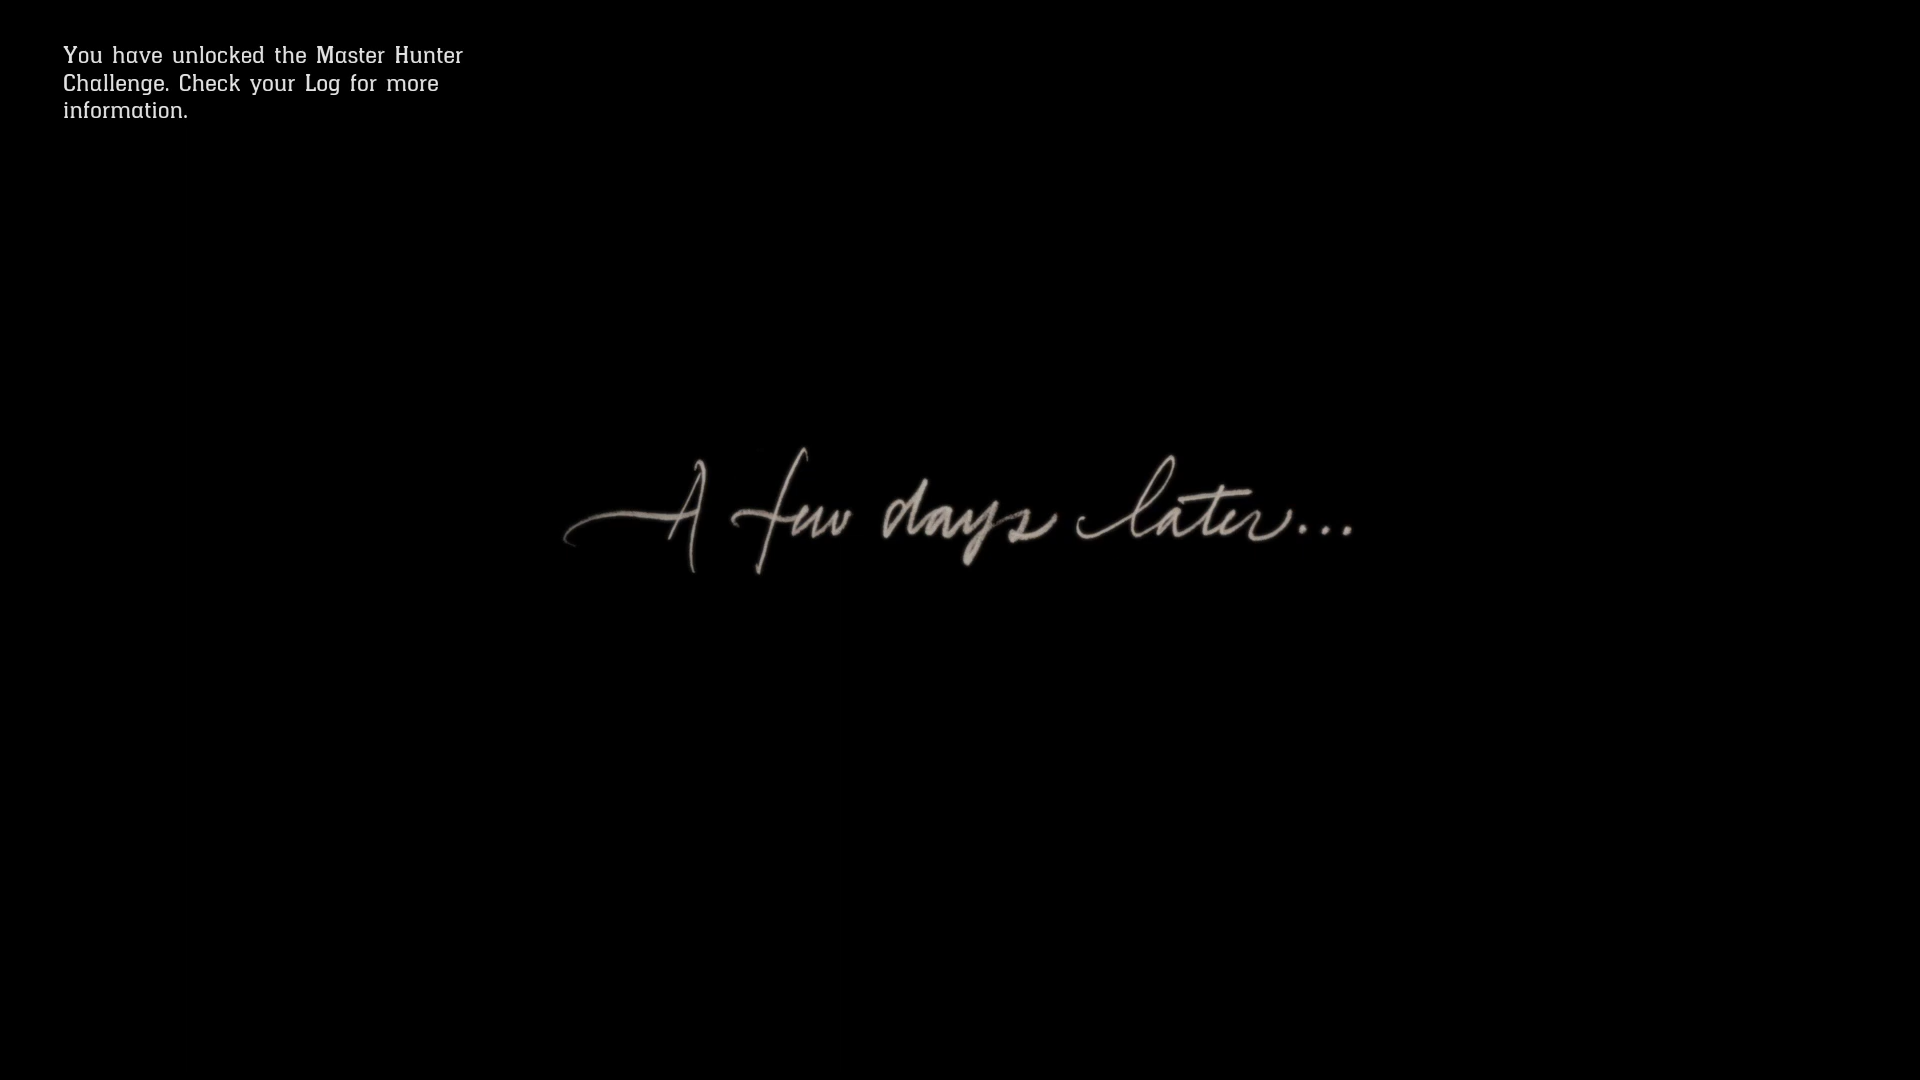 You have unlocked the Master Hunter
Challenge. Check your Log for more
information.
A few days later...